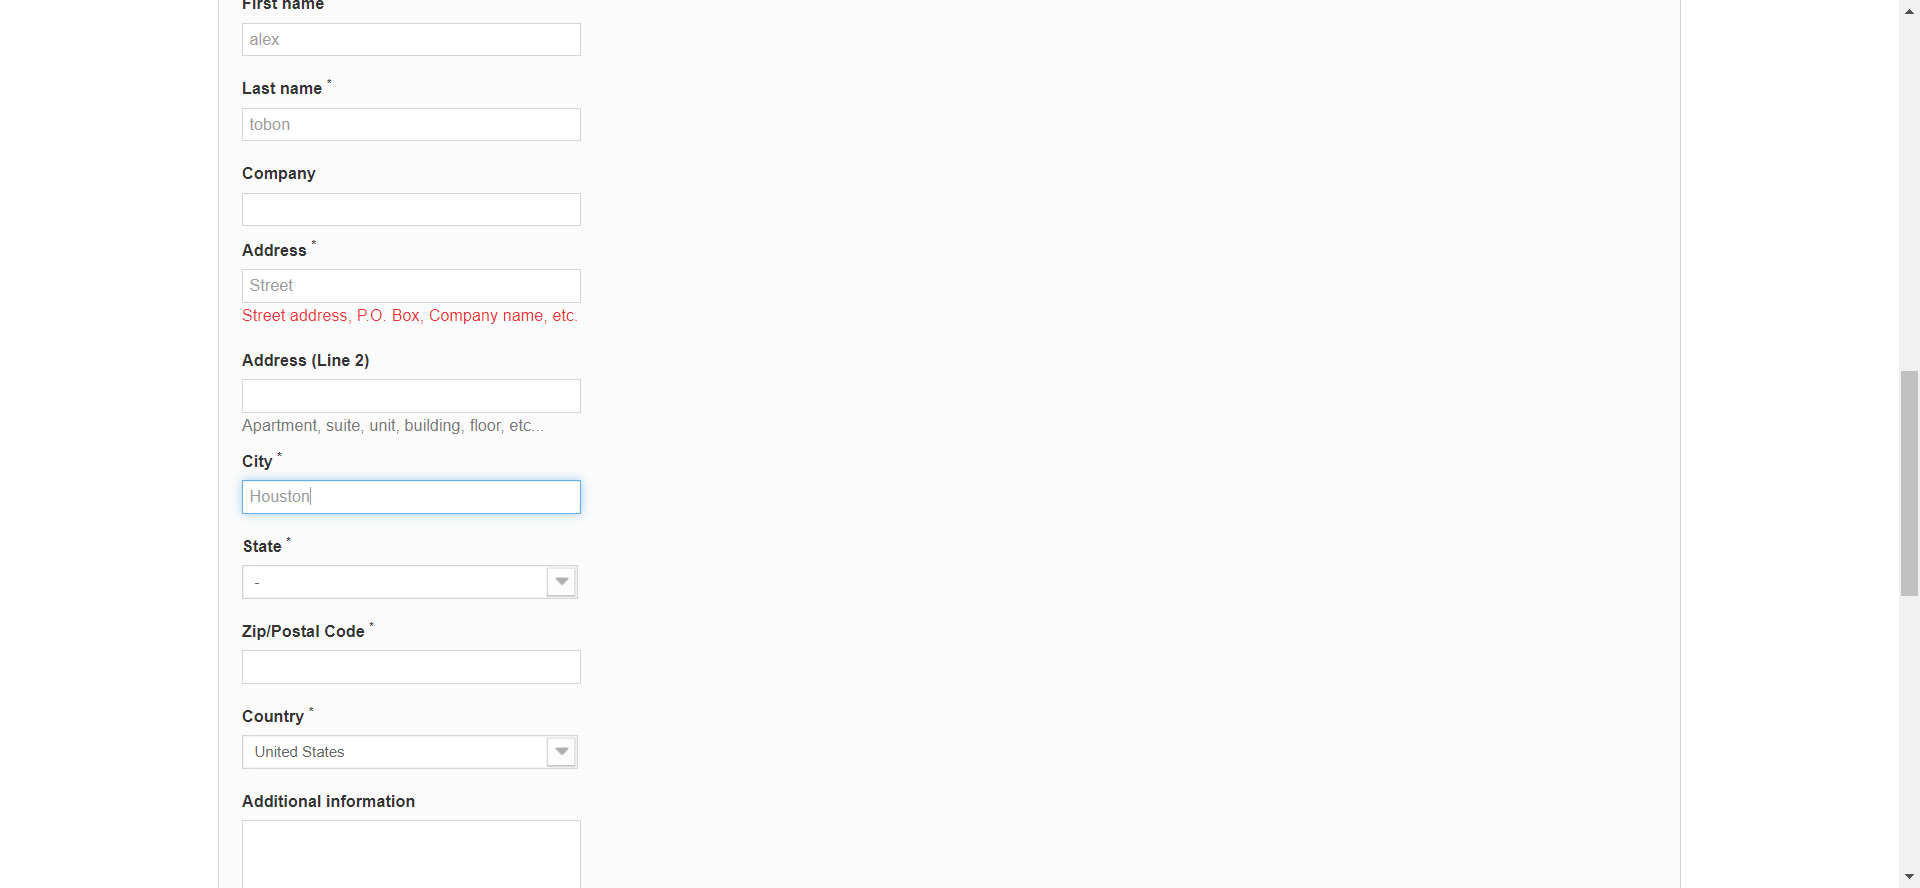 First name
alex
Last name *
tobon
Company
Address *
Street
Street address, P.O. Box, Company name, etc.
Address (Line 2)
Apartment, suite, unit, building, floor, etc...
City *
Houston
State *
-
Zip/Postal Code *
Country *
United States
Additional information